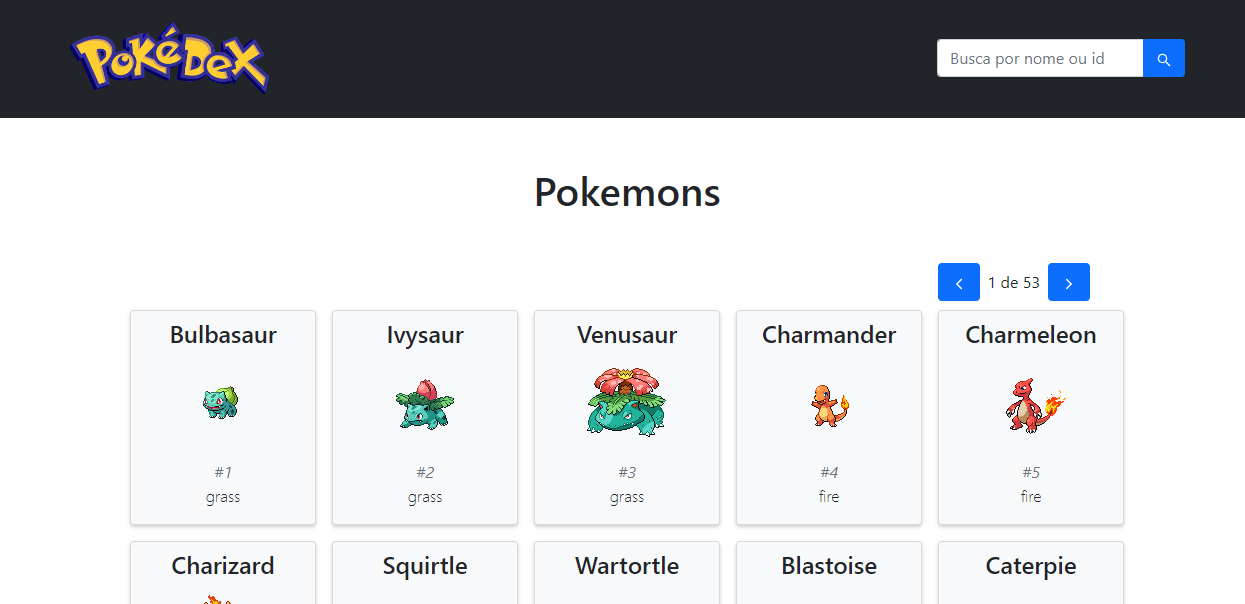 PoKéDex
Busca por nome ou id
Pokemons
1 de 53
Bulbasaur
Ivysaur
Venusaur
Charmander
Charmeleon
#1
#2
#3
#4
#5
grass
grass
grass
fire
fire
Charizard
Squirtle
Wartortle
Blastoise
Caterpie